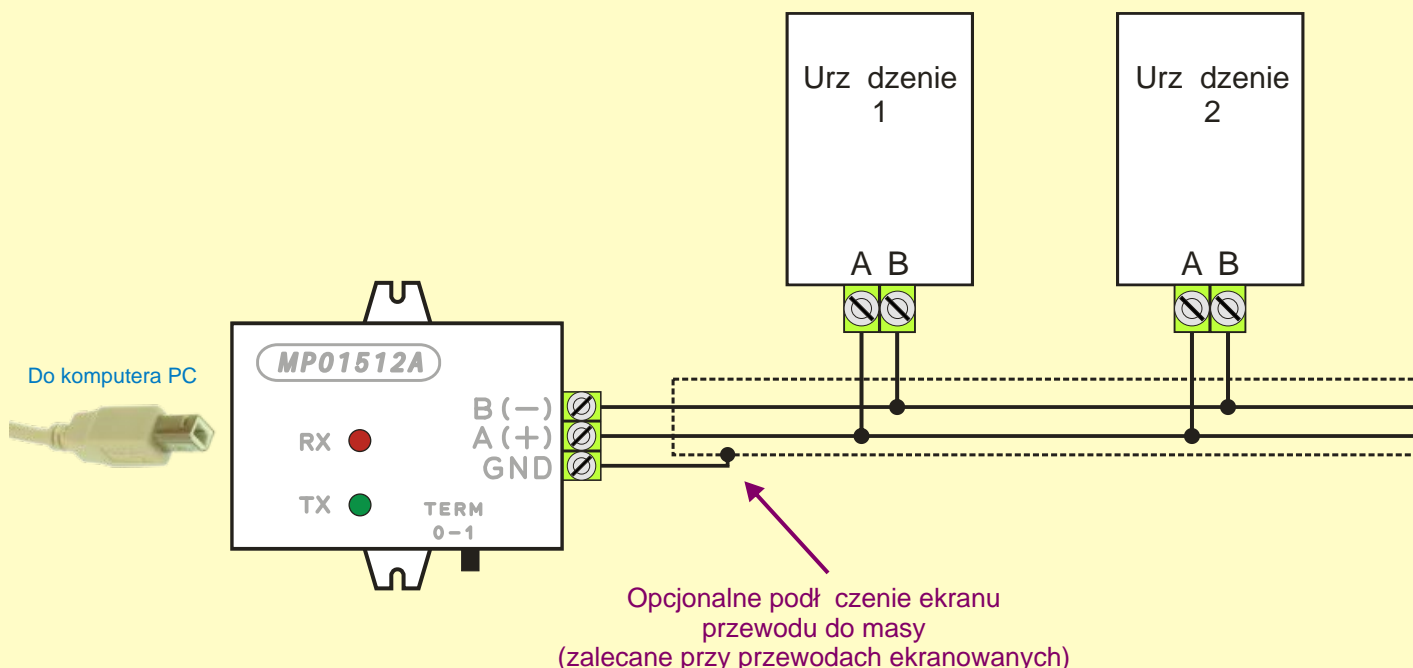 Urz dzenie
1
Urz dzenie
2
A B
A B
MP01512A
Do komputera PC
B (−)
A (+)
GND
RX
TX
TERM
0-1
Opcjonalne podł czenie ekranu
przewodu do masy
(zalecane przy przewodach ekranowanych)